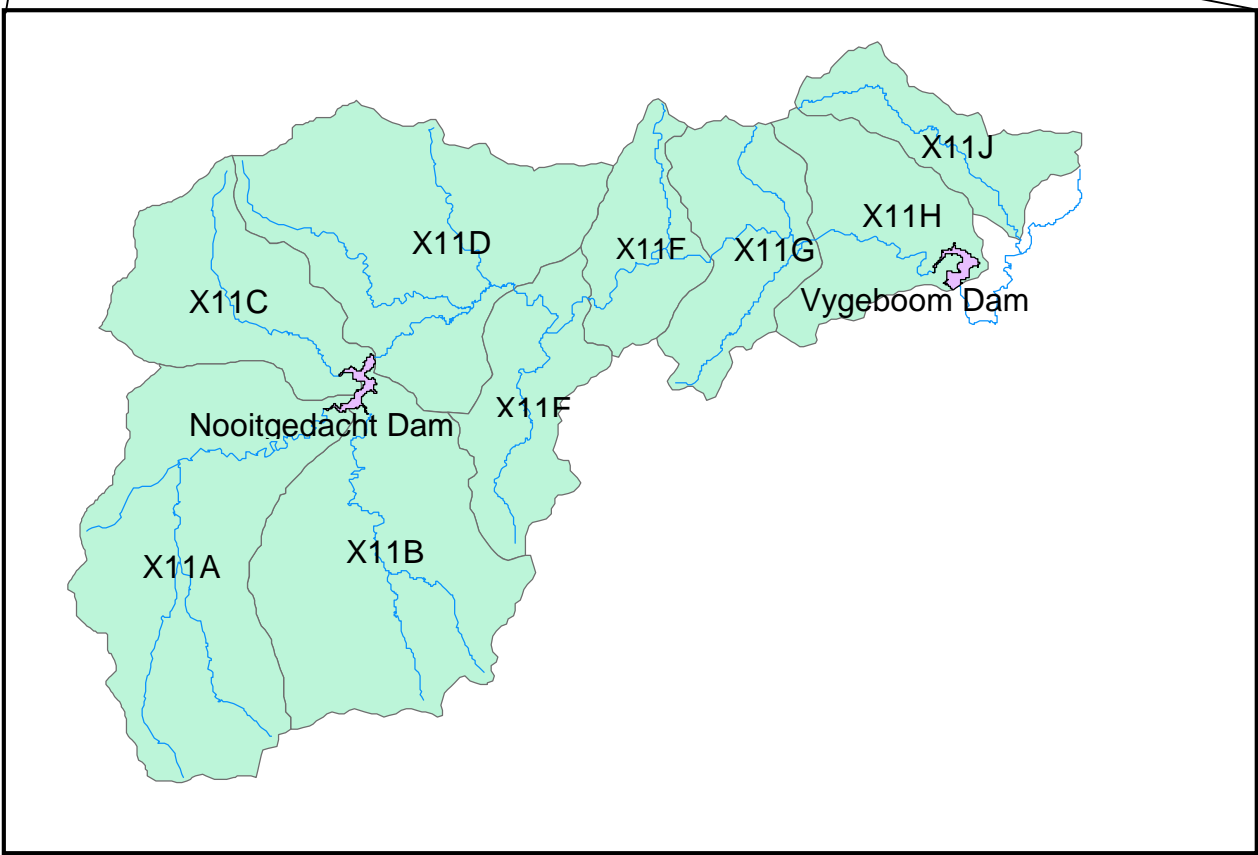 X11J
X11H
X11D
X11F
X11G
X11C
Vygeboom Dam
X11F
Nooitgedacht Dam
X11B
X11A